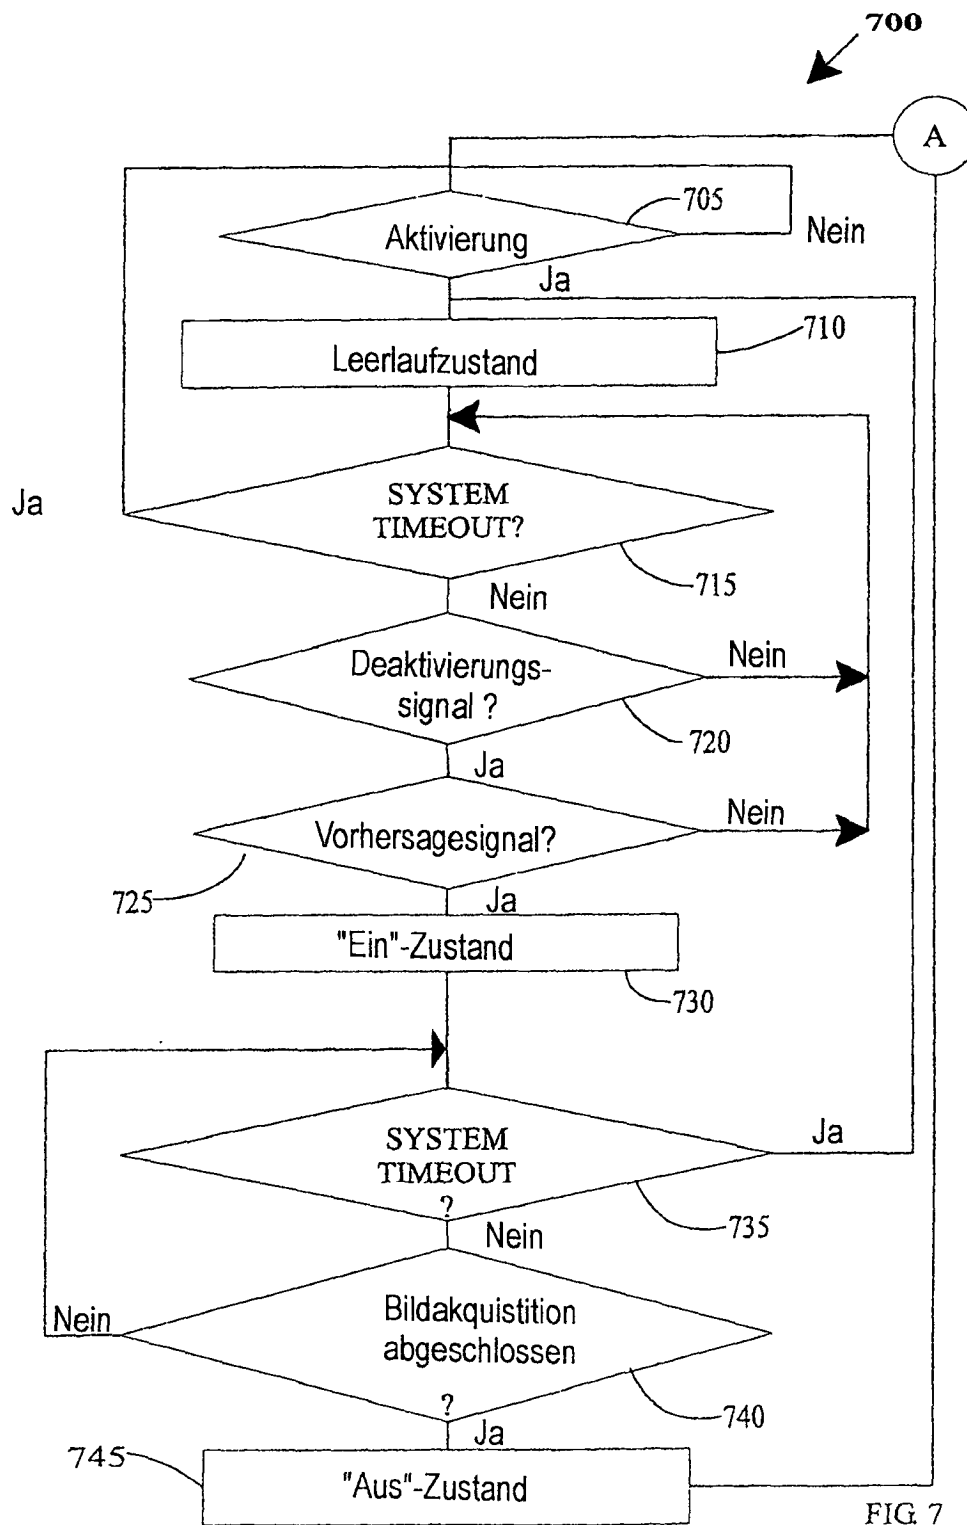 700
A
705
Aktivierung
Nein
Ja
710
Leerlaufzustand
Ja
SYSTEM
TIMEOUT?
715
Nein
Deaktivierungs-
signal ?
Nein
720
Ja
Vorhersagesignal?
Nein
725
Ja
"Ein"-Zustand
730
SYSTEM
TIMEOUT
?
Ja
735
Nein
Nein
Bildakquistition
abgeschlossen
?
740
Ja
745
"Aus"-Zustand
FIG. 7